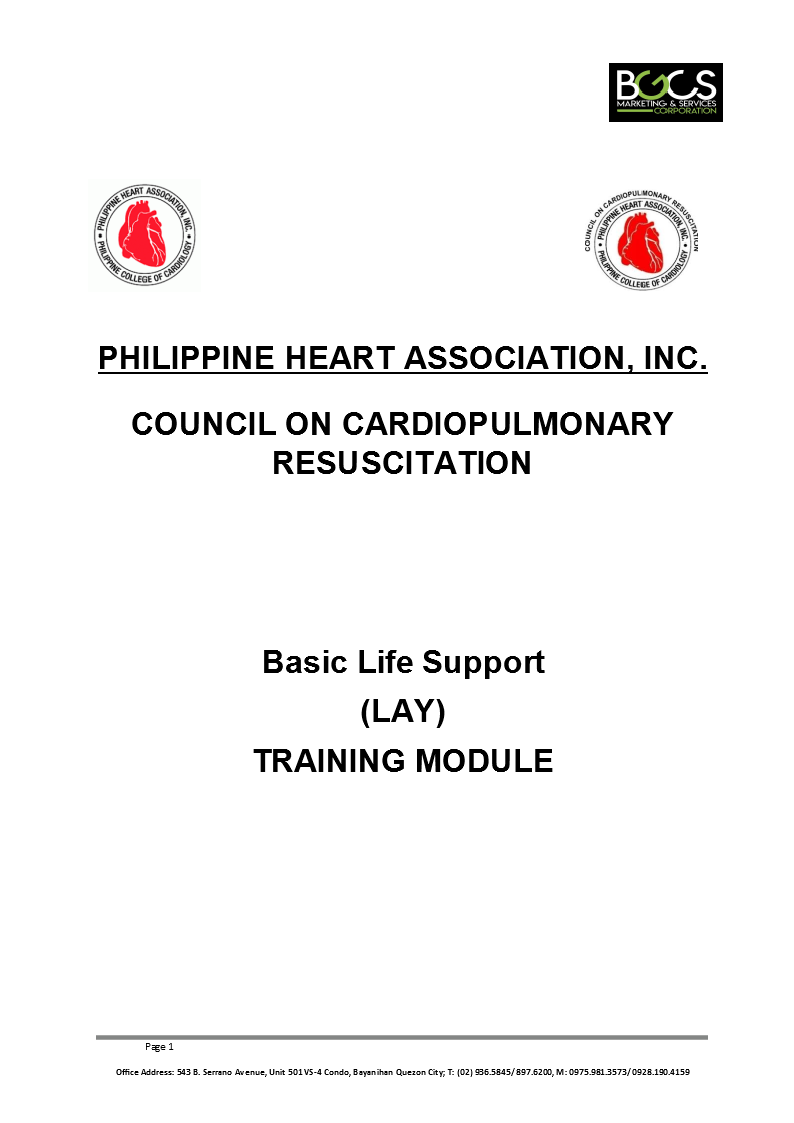 BGCS
MARKETING & SERVICES
CORPORATION
PHILIPPINE HEART ASSOCIATION, INC.
PHILIPPINE COLLEGE OF CARDIOLOGY
COUNCIL ON CARDIOPULMONARY RESUSCITATION
PHILIPPINE HEART ASSOCIATION, INC.
PHILIPPINE COLLEGE OF CARDIOLOGY
PHILIPPINE HEART ASSOCIATION, INC.
COUNCIL ON CARDIOPULMONARY
RESUSCITATION
Basic Life Support
(LAY)
TRAINING MODULE
Page 1
Office Address: 543 B. Serrano Avenue, Unit 501 VS-4 Condo, Bayanihan Quezon City; T: (02) 936.5845/ 897.6200, M: 0975.981.3573/ 0928.190.4159